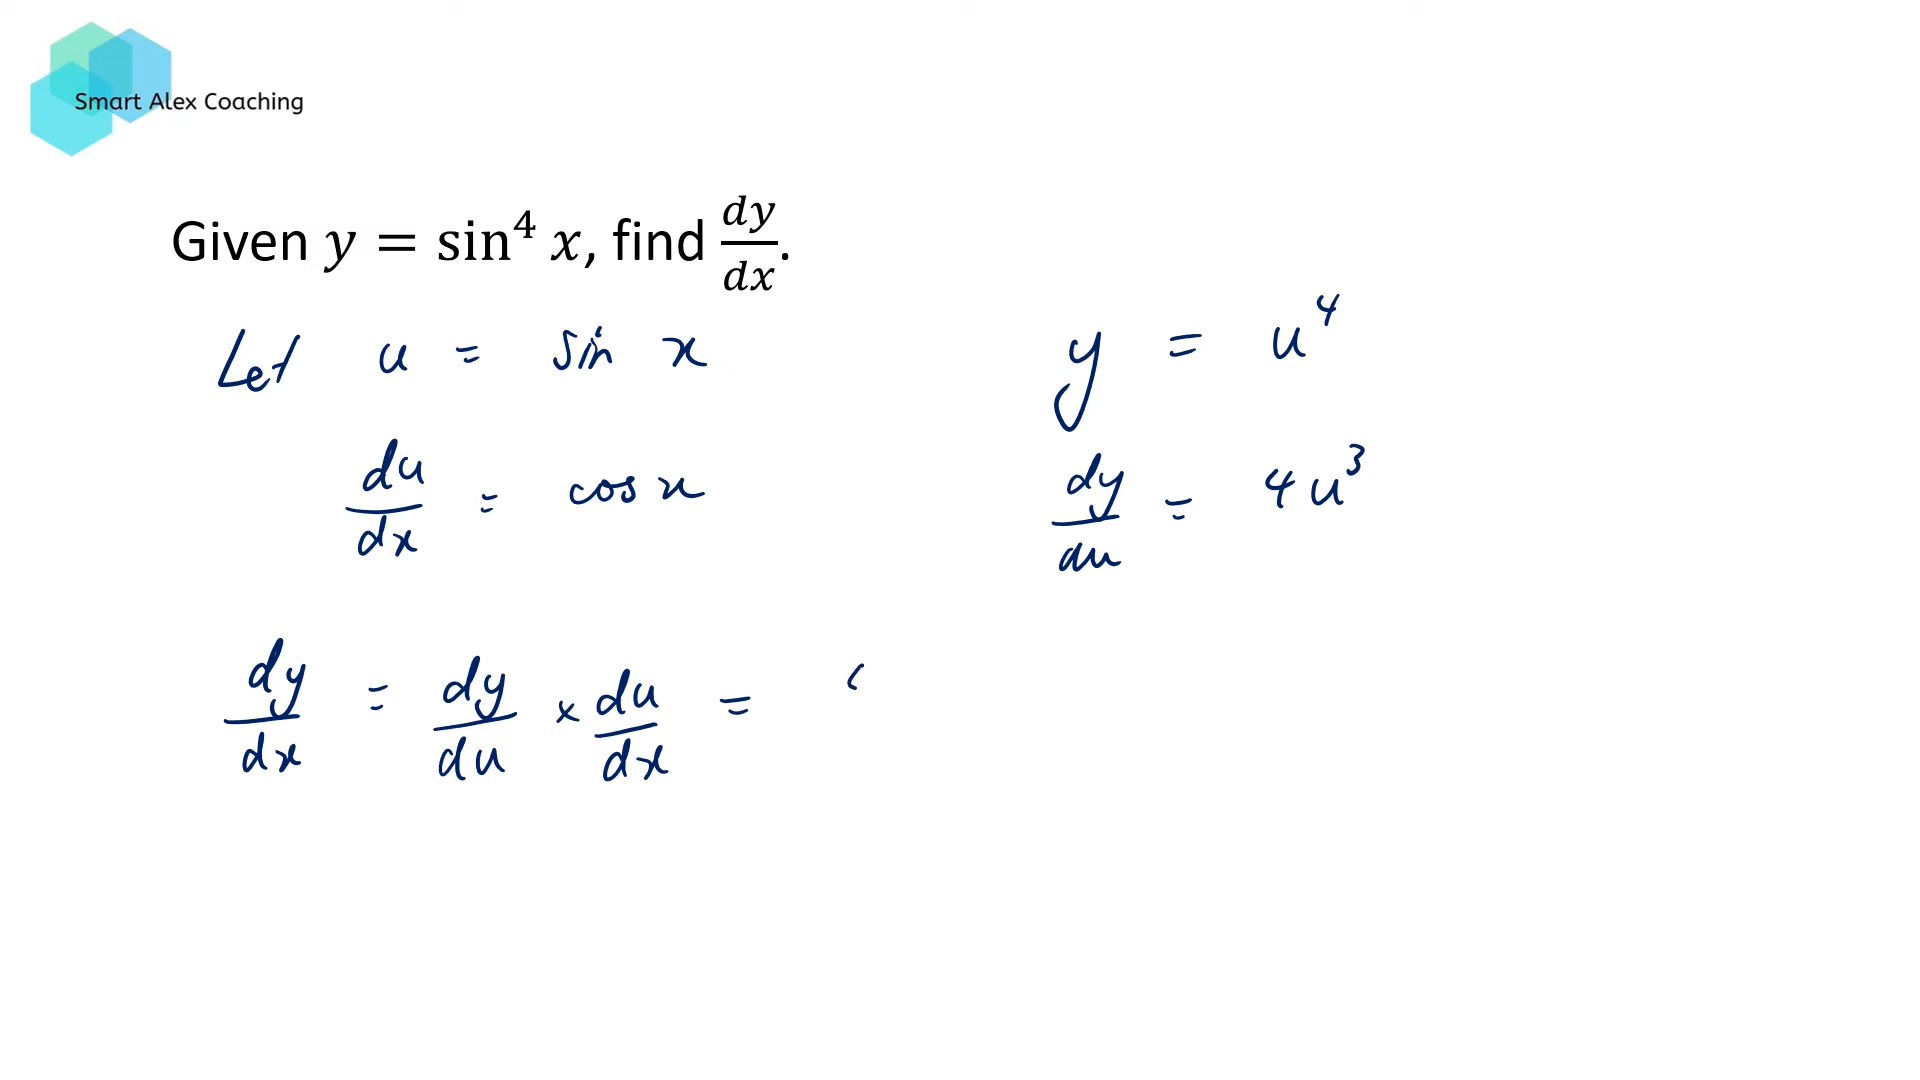 Smart Alex Coaching
Given y = sin⁴ x, find dy/dx.
Let u = sin x
y = u⁴
du/dx = cos x
dy/du = 4u³
dy/dx = dy/du × du/dx =